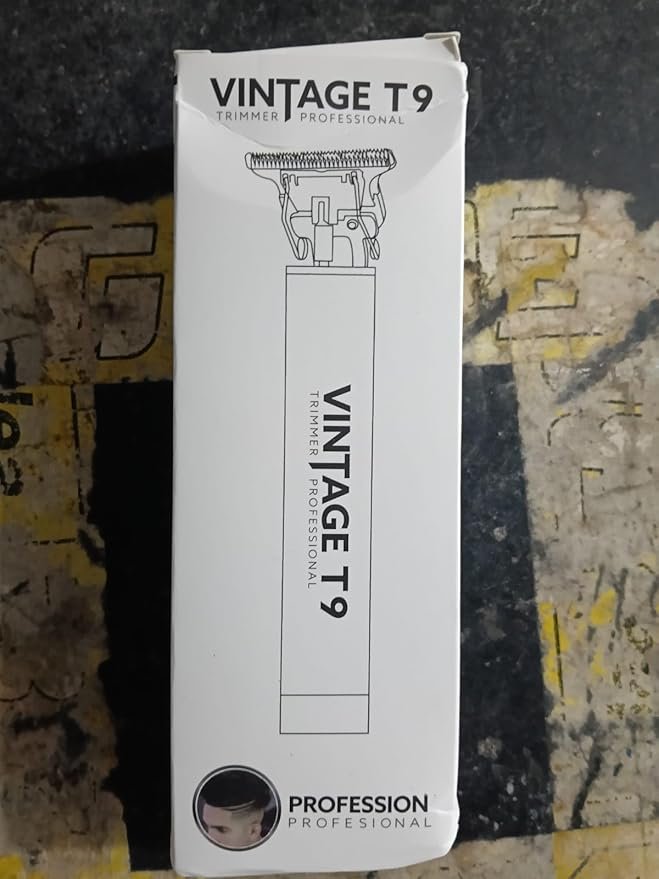 VINTAGE T9
TRIMMER PROFESSIONAL
VINTAGE T9
TRIMMER PROFESSIONAL
PROFESSION
PROFESIONAL